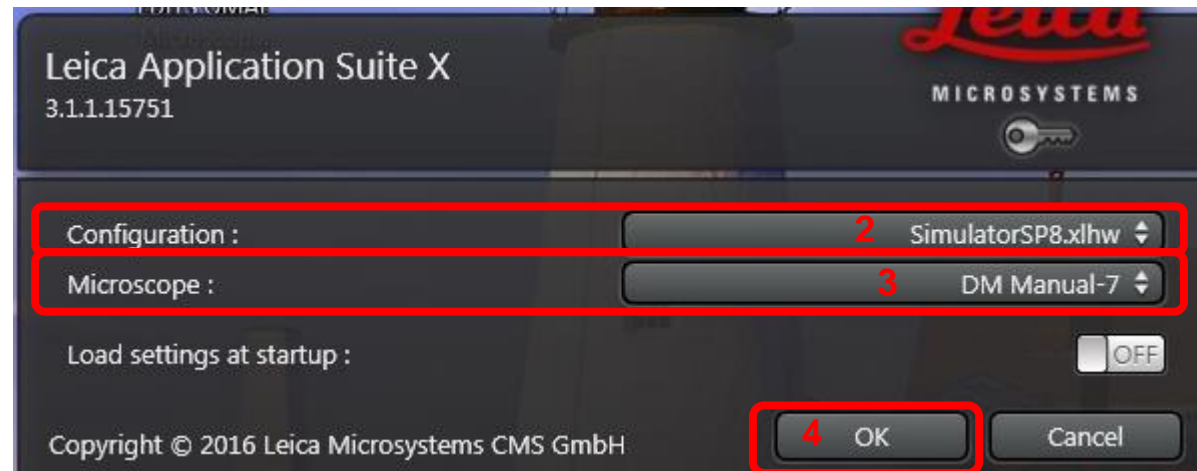 Leica Application Suite X
3.1.1.15751
Leica
MICROSYSTEMS
Configuration : 2 SimulatorSP8.xlhw
Microscope : 3 DM Manual-7
Load settings at startup : OFF
Copyright © 2016 Leica Microsystems CMS GmbH 4 OK Cancel